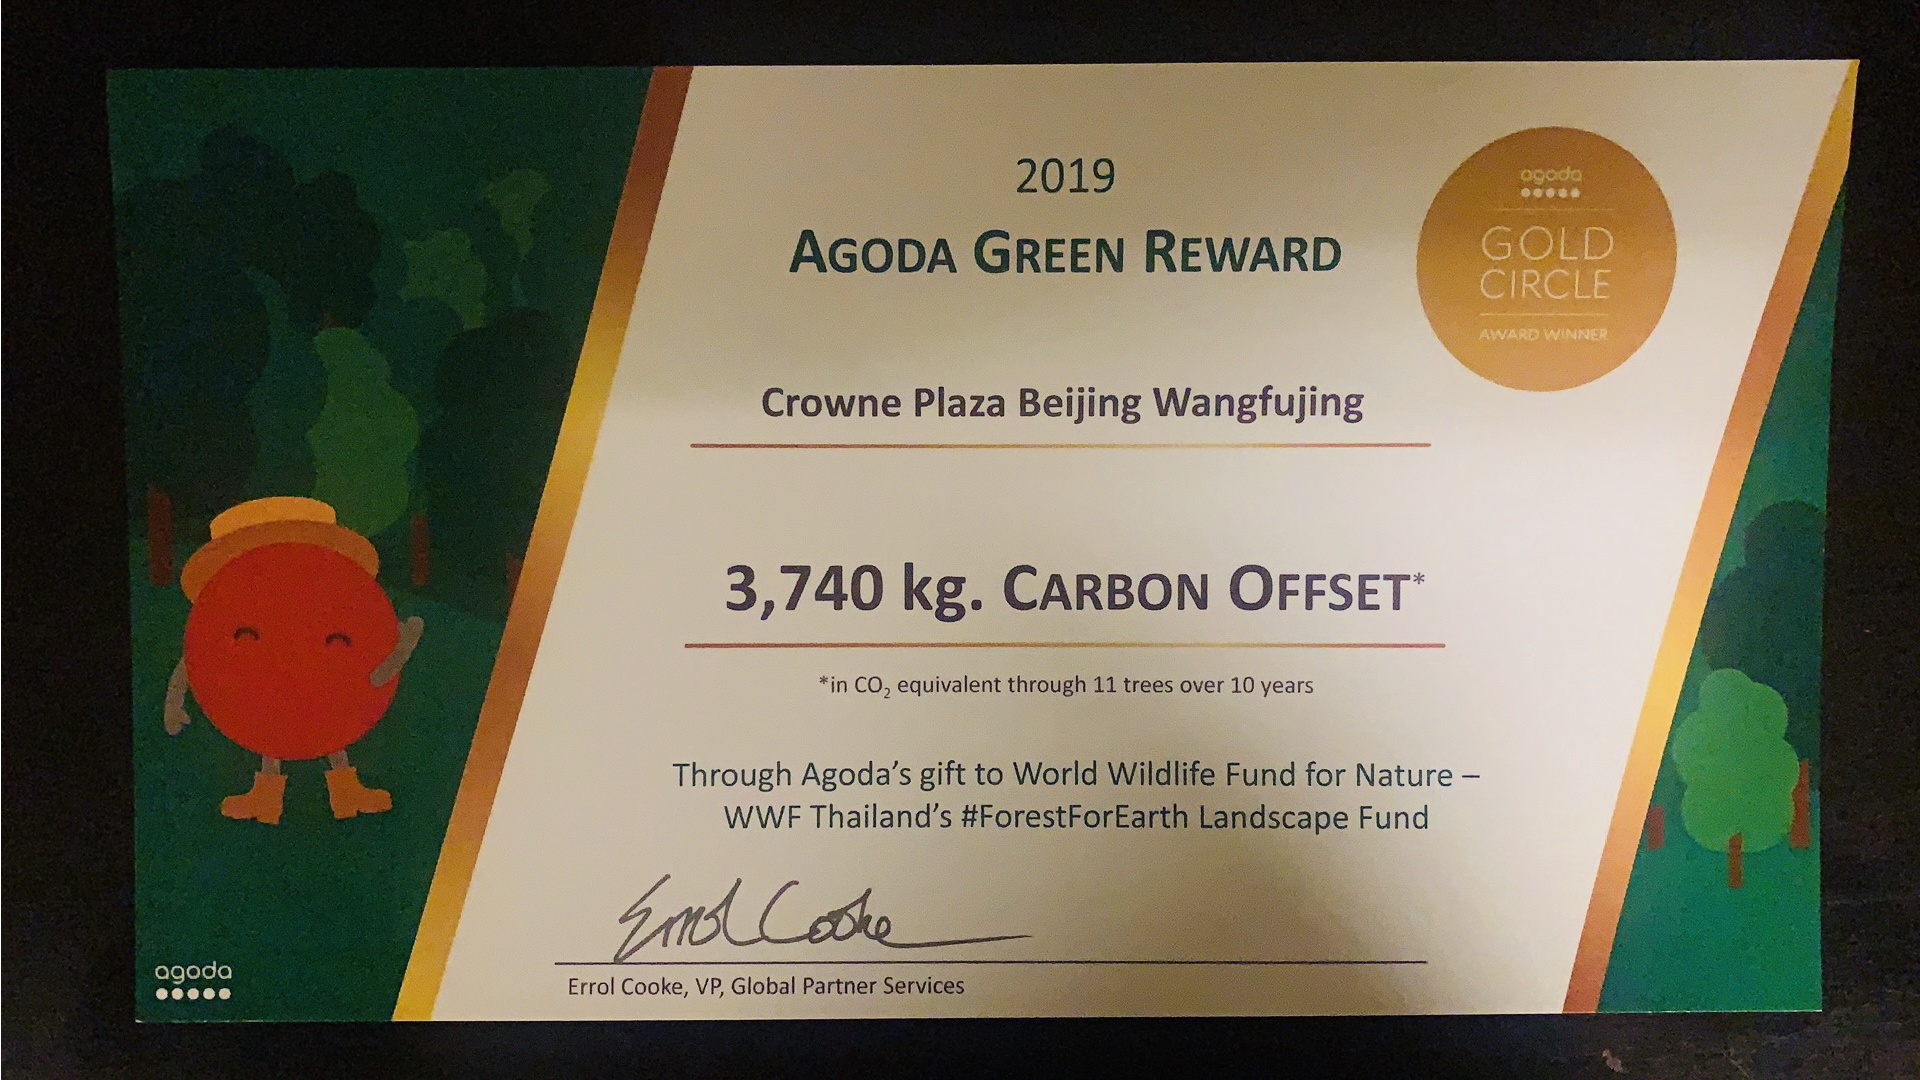 2019
AGODA GREEN REWARD
agoda
GOLD
CIRCLE
AWARD WINNER
Crowne Plaza Beijing Wangfujing
3,740 kg. CARBON OFFSET*
*in CO₂ equivalent through 11 trees over 10 years
Through Agoda's gift to World Wildlife Fund for Nature –
WWF Thailand's #ForestForEarth Landscape Fund
Errol Cooke
Errol Cooke, VP, Global Partner Services
agoda